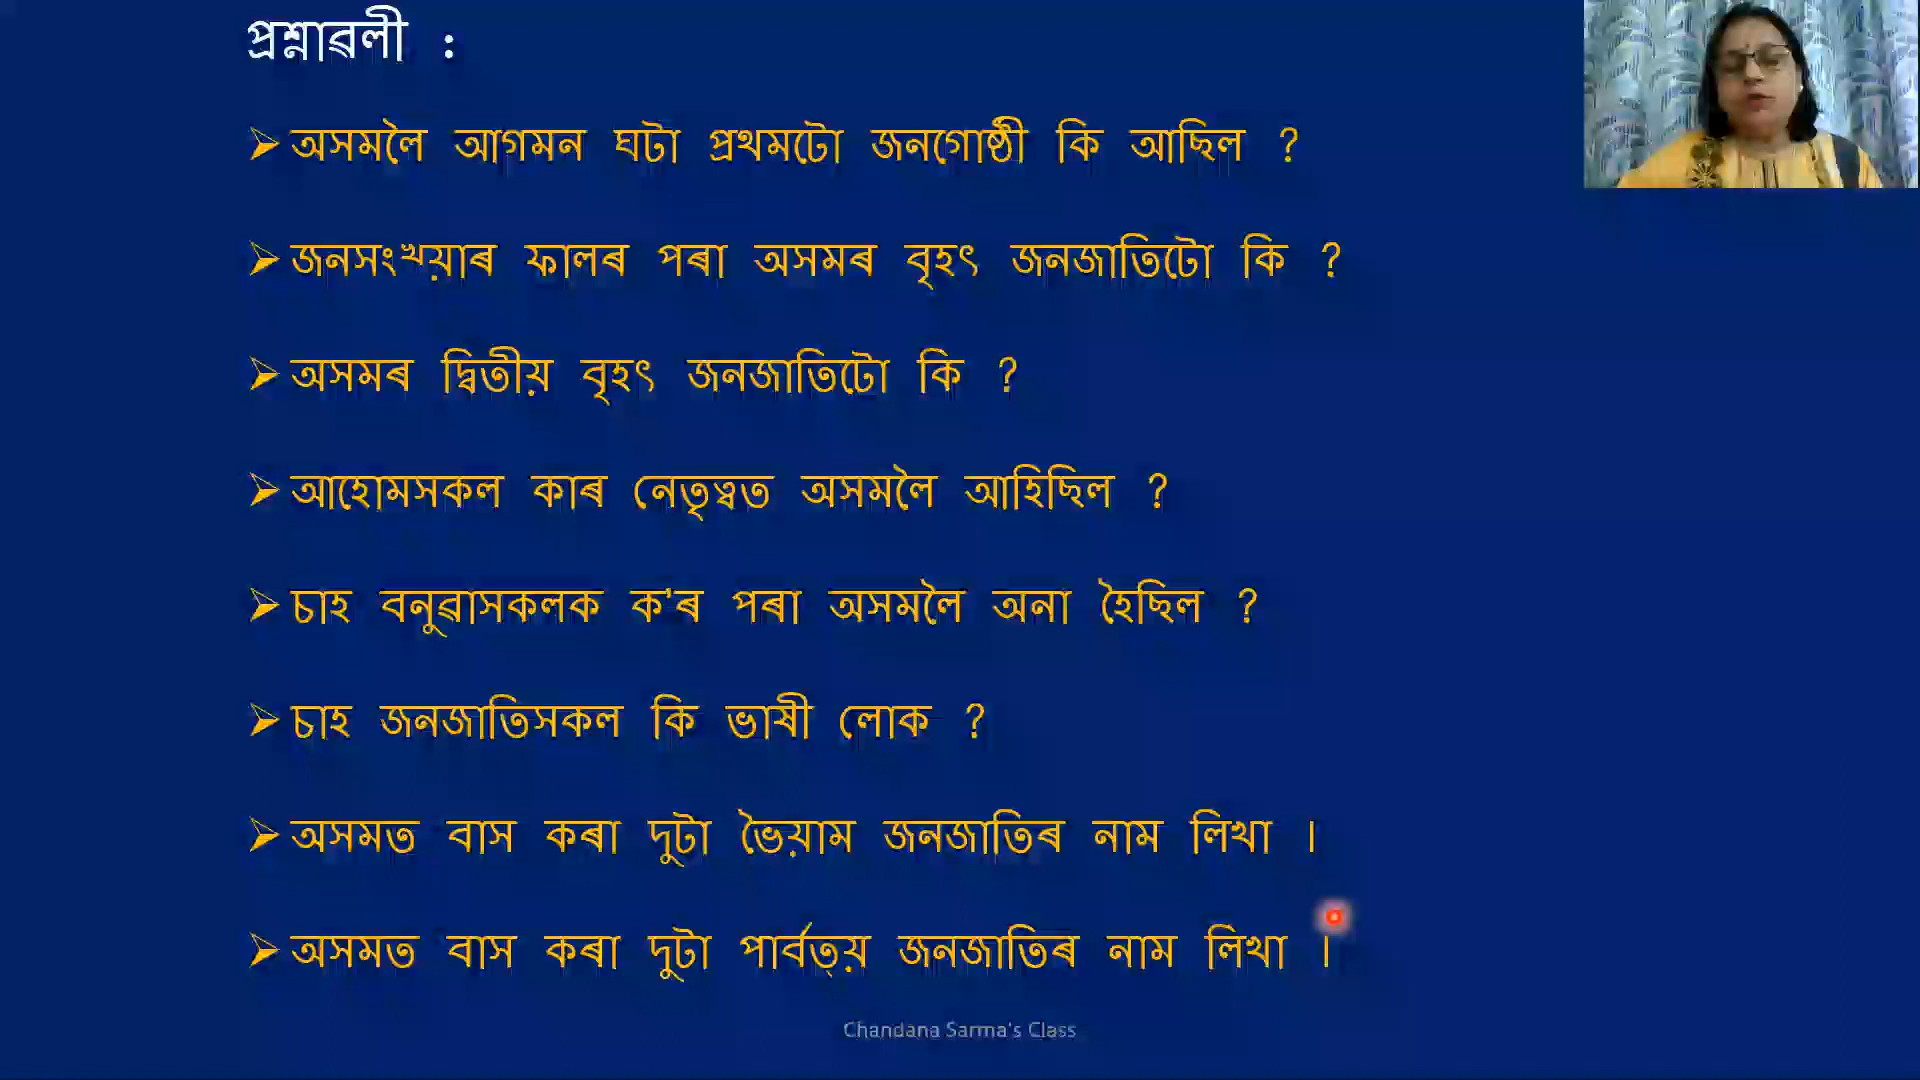 প্ৰশ্নাৱলী :
অসমলৈ আগমন ঘটা প্ৰথমটো জনগোষ্ঠী কি আছিল ?
জনসংখ্য়াৰ ফালৰ পৰা অসমৰ বৃহৎ জনজাতিটো কি ?
অসমৰ দ্বিতীয় বৃহৎ জনজাতিটো কি ?
আহোমসকল কাৰ নেতৃত্বত অসমলৈ আহিছিল ?
চাহ বনুৱাসকলক ক'ৰ পৰা অসমলৈ অনা হৈছিল ?
চাহ জনজাতিসকল কি ভাষী লোক ?
অসমত বাস কৰা দুটা ভৈয়াম জনজাতিৰ নাম লিখা ।
অসমত বাস কৰা দুটা পাৰ্বত্য় জনজাতিৰ নাম লিখা ।
Chandana Sarma's Class